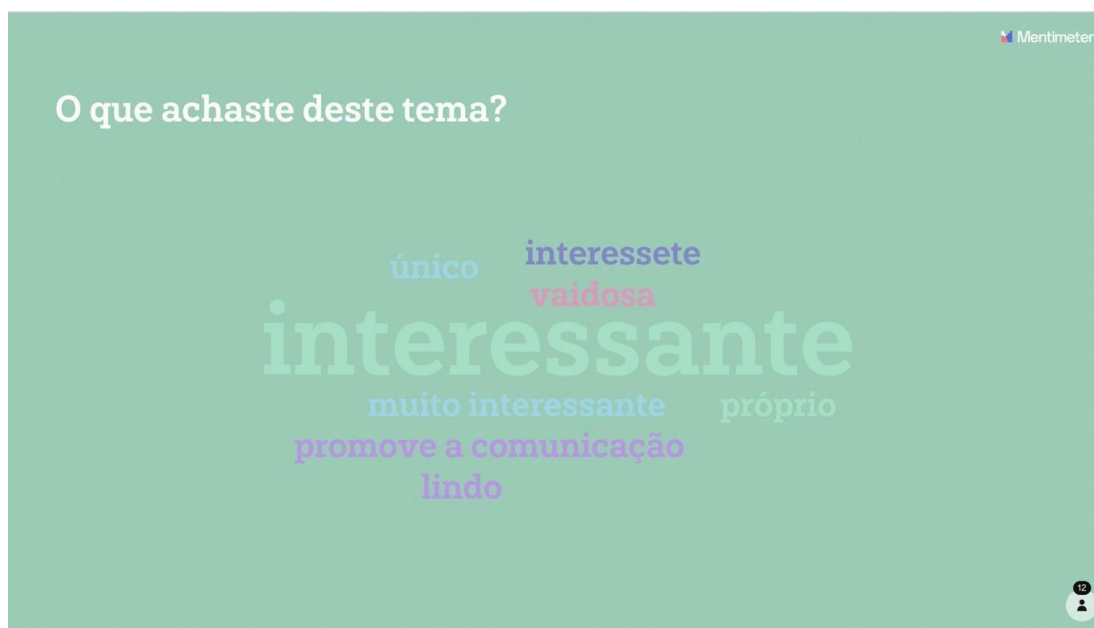 Mentimeter
O que achaste deste tema?
único
interessete
vaidosa
interessante
muito interessante
próprio
promove a comunicação
lindo
12